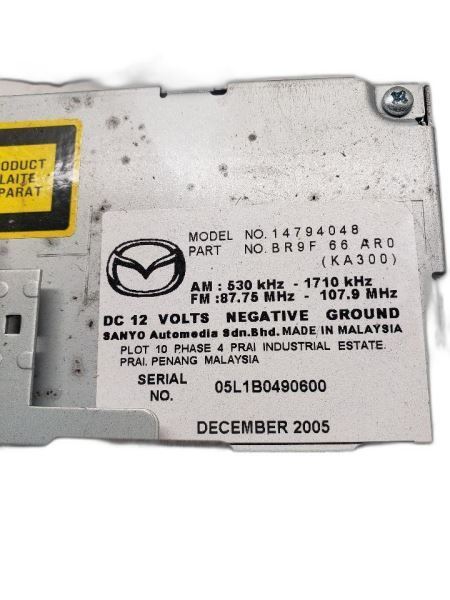 RODUCT
LAITE
PARAT
MODEL NO. 14794048
PART NO. BR9F 66 AR0
(KA300)
AM : 530 kHz - 1710 kHz
FM : 87.75 MHz - 107.9 MHz
DC 12 VOLTS NEGATIVE GROUND
SANYO Automedia Sdn.Bhd. MADE IN MALAYSIA
PLOT 10 PHASE 4 PRAI INDUSTRIAL ESTATE.
PRAI. PENANG MALAYSIA
SERIAL NO. 05L1B0490600
DECEMBER 2005